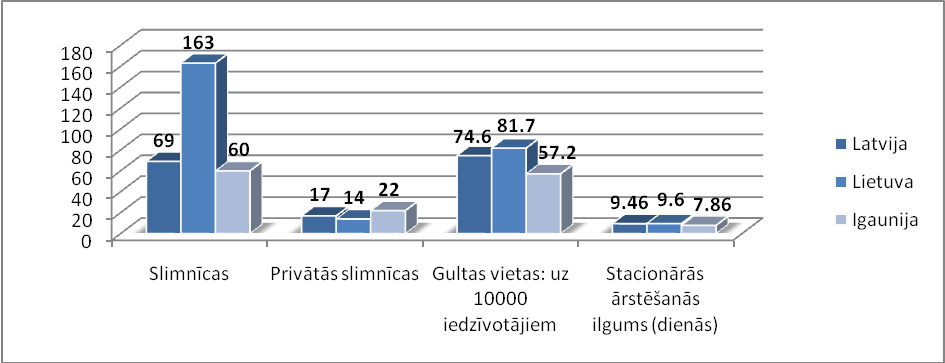 180
160
140
120
100
80
60
40
20
0
69
163
60
17
14
22
74.6
81.7
57.2
9.46
9.6
7.86
Slimnīcas
Privātās slimnīcas
Gultas vietas: uz
10000
iedzīvotājiem
Stacionārās
ārstēšanās
ilgums (dienās)
Latvija
Lietuva
Igaunija